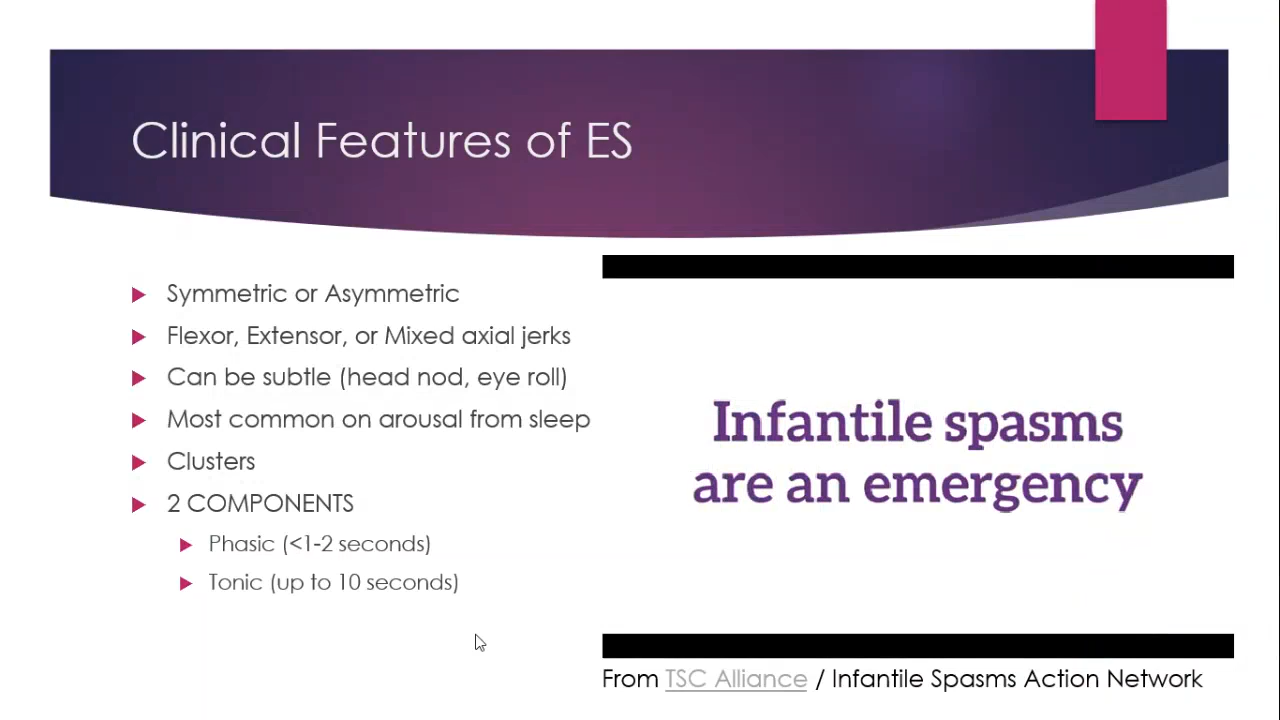 Clinical Features of ES
Symmetric or Asymmetric
Flexor, Extensor, or Mixed axial jerks
Can be subtle (head nod, eye roll)
Most common on arousal from sleep
Clusters
2 COMPONENTS
Phasic (<1-2 seconds)
Tonic (up to 10 seconds)
Infantile spasms
are an emergency
From TSC Alliance / Infantile Spasms Action Network